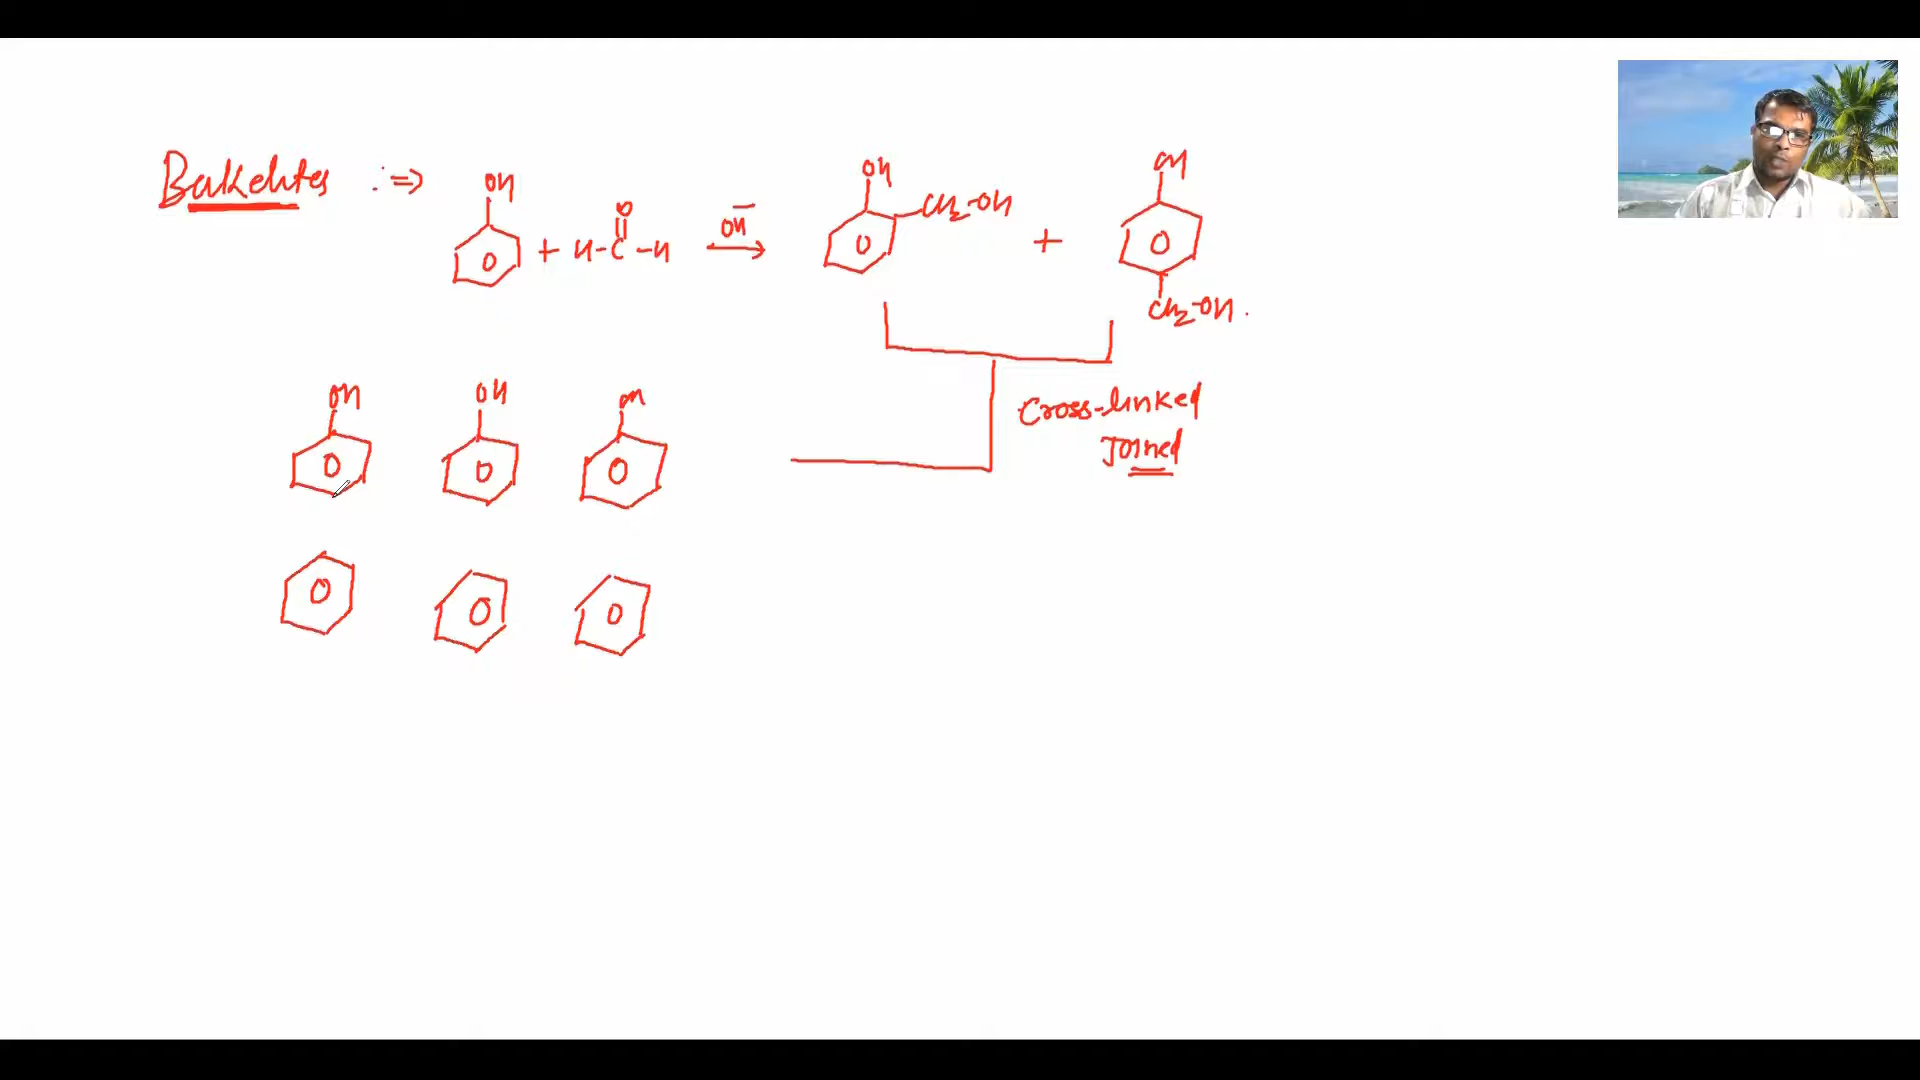 Bakelites :⇒
OH + H-C-H OH⁻ OH CH2-OH + OH
O
CH2-OH.
OH OH OH
Cross-linked
Joined